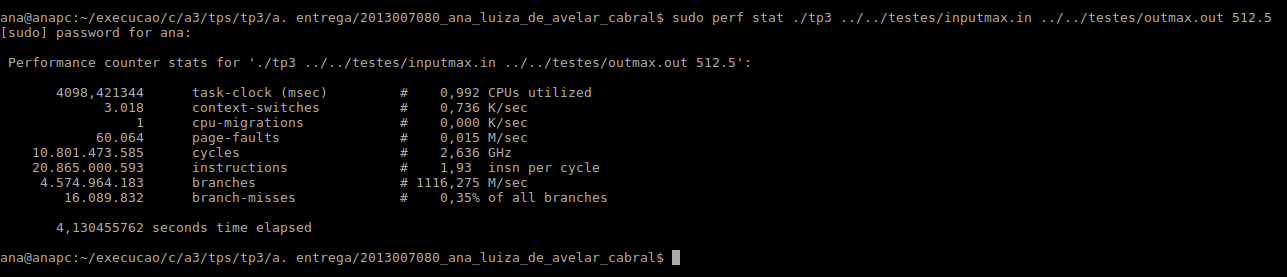 ana@anapc:~/execucao/c/a3/tps/tp3/a. entrega/2013007080_ana_luiza_de_avelar_cabral$ sudo perf stat ./tp3 ../../testes/inputmax.in ../../testes/outmax.out 512.5
[sudo] password for ana:
Performance counter stats for './tp3 ../../testes/inputmax.in ../../testes/outmax.out 512.5':
4098,421344 task-clock (msec) # 0,992 CPUs utilized
3.018 context-switches # 0,736 K/sec
1 cpu-migrations # 0,000 K/sec
60.064 page-faults # 0,015 M/sec
10.801.473.585 cycles # 2,636 GHz
20.865.000.593 instructions # 1,93 insn per cycle
4.574.964.183 branches # 1116,275 M/sec
16.089.832 branch-misses # 0,35% of all branches
4,130455762 seconds time elapsed
ana@anapc:~/execucao/c/a3/tps/tp3/a. entrega/2013007080_ana_luiza_de_avelar_cabral$